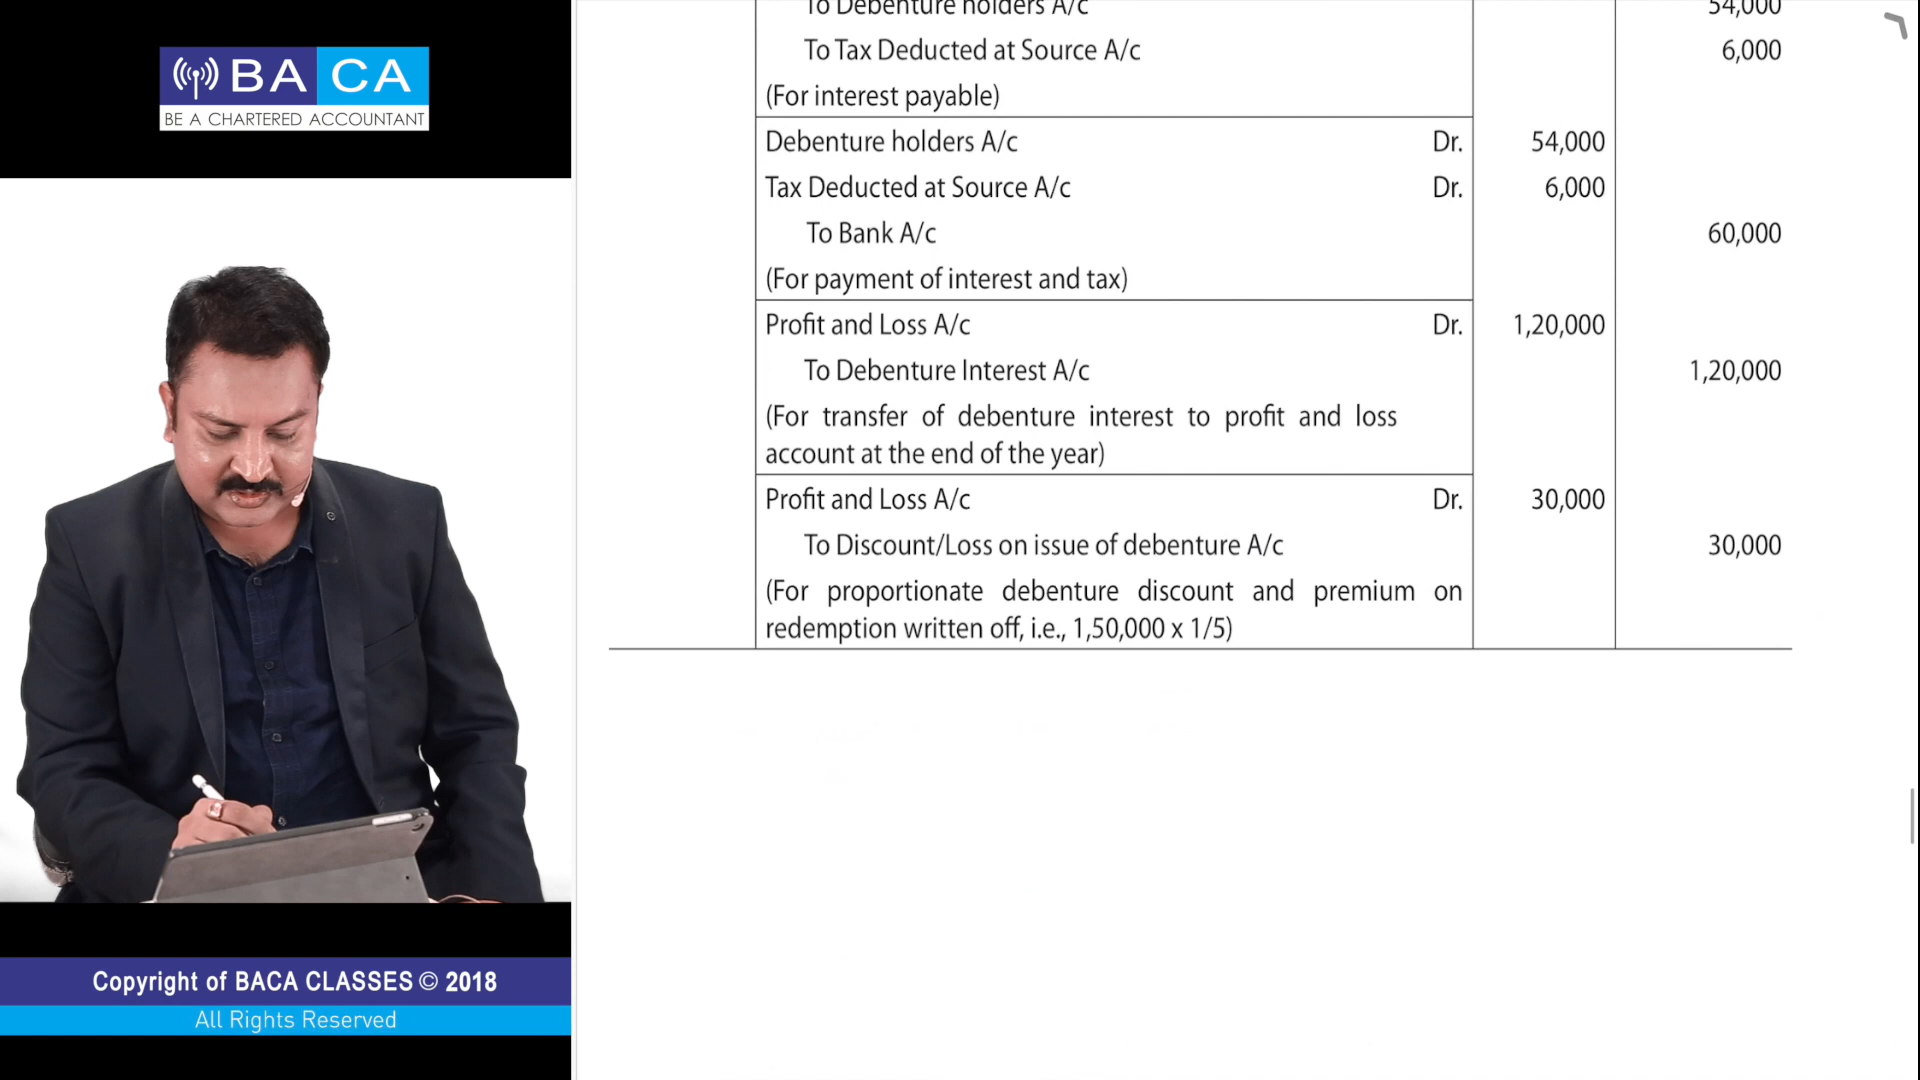 BA CA
BE A CHARTERED ACCOUNTANT
To Debenture holders A/c 54,000
To Tax Deducted at Source A/c 6,000
(For interest payable)
Debenture holders A/c Dr. 54,000
Tax Deducted at Source A/c Dr. 6,000
To Bank A/c 60,000
(For payment of interest and tax)
Profit and Loss A/c Dr. 1,20,000
To Debenture Interest A/c 1,20,000
(For transfer of debenture interest to profit and loss
account at the end of the year)
Profit and Loss A/c Dr. 30,000
To Discount/Loss on issue of debenture A/c 30,000
(For proportionate debenture discount and premium on
redemption written off, i.e., 1,50,000 x 1/5)
Copyright of BACA CLASSES © 2018
All Rights Reserved